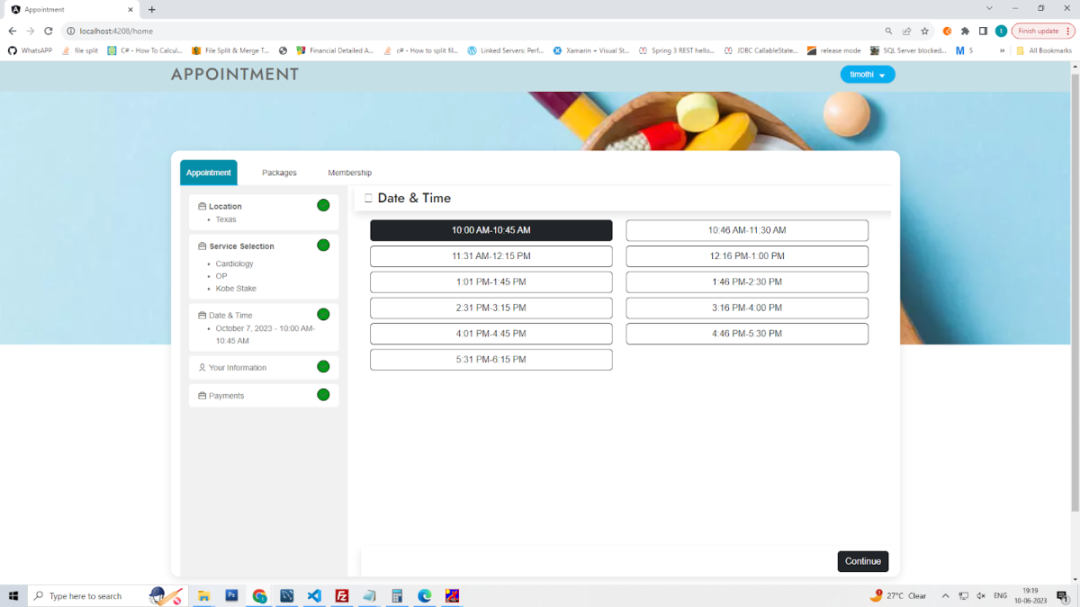 Appointment
localhost:4208/home
Finish update
WhatsAPP
file split
C# - How To Calcul...
File Split & Merge T...
Financial Detailed A...
c# - How to split fil...
Linked Servers: Perf...
Xamarin + Visual St...
Spring 3 REST hello...
JDBC CallableState...
release mode
SQL Server blocked...
S
»
All Bookmarks
APPOINTMENT
timothi
Appointment
Packages
Membership
Location
• Texas
Service Selection
• Cardiology
• OP
• Kobe Stake
Date & Time
• October 7, 2023 - 10:00 AM-
10:45 AM
Your Information
Payments
Date & Time
10:00 AM-10:45 AM
10:46 AM-11:30 AM
11:31 AM-12:15 PM
12:16 PM-1:00 PM
1:01 PM-1:45 PM
1:46 PM-2:30 PM
2:31 PM-3:15 PM
3:16 PM-4:00 PM
4:01 PM-4:45 PM
4:46 PM-5:30 PM
5:31 PM-6:15 PM
Continue
Type here to search
27°C Clear
ENG
19:19
10-06-2023